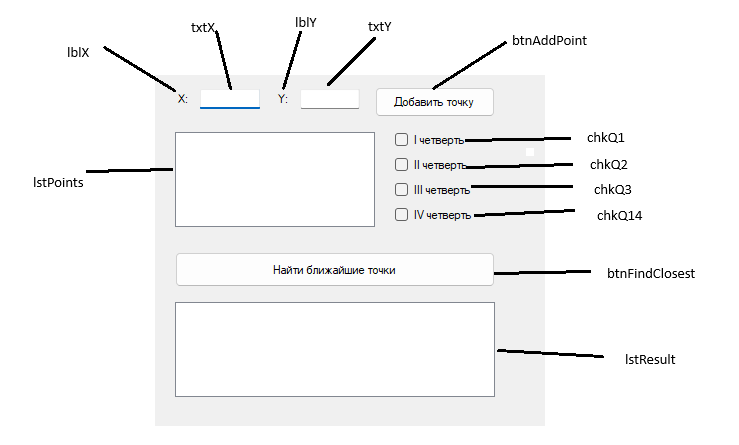 txtX
lblY
txtY
lblX
btnAddPoint
X:
Y:
Добавить точку
I четверть
chkQ1
II четверть
chkQ2
lstPoints
III четверть
chkQ3
IV четверть
chkQ14
Найти ближайшие точки
btnFindClosest
lstResult